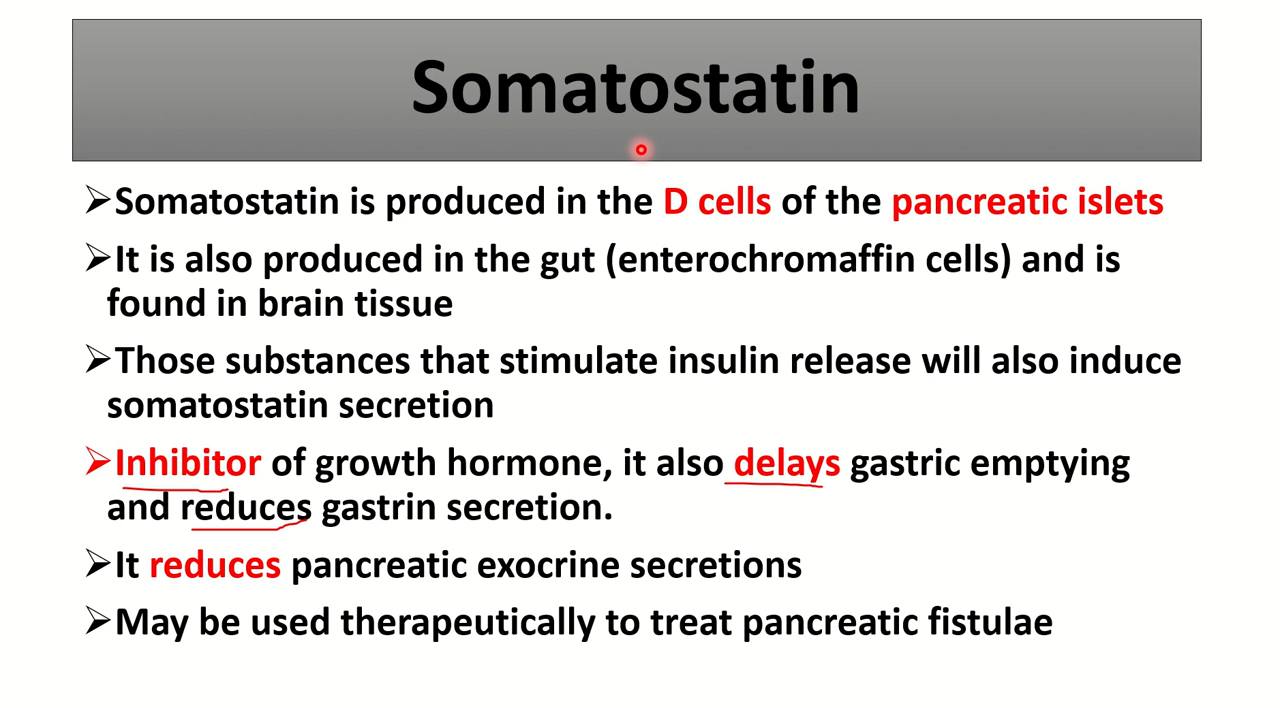 Somatostatin
➢Somatostatin is produced in the D cells of the pancreatic islets
➢It is also produced in the gut (enterochromaffin cells) and is
found in brain tissue
➢Those substances that stimulate insulin release will also induce
somatostatin secretion
➢Inhibitor of growth hormone, it also delays gastric emptying
and reduces gastrin secretion.
➢It reduces pancreatic exocrine secretions
➢May be used therapeutically to treat pancreatic fistulae